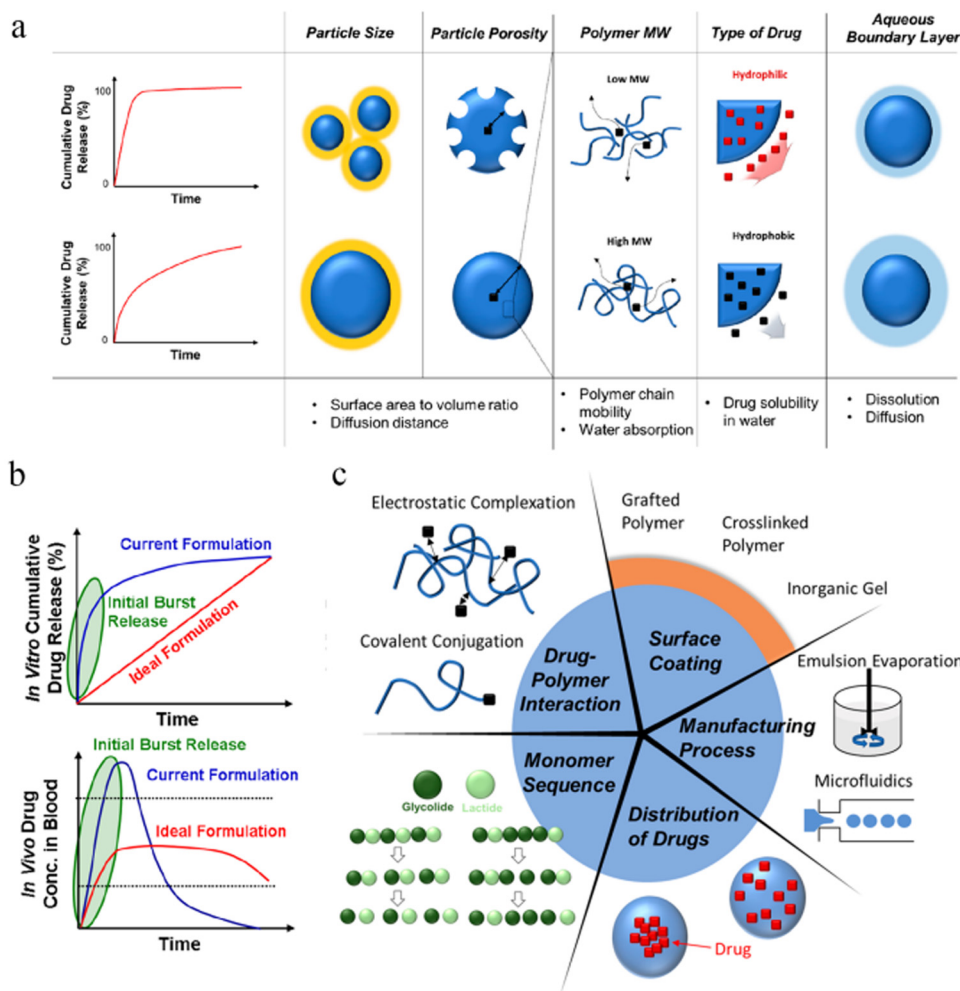 a
Particle Size
Particle Porosity
Polymer MW
Type of Drug
Aqueous
Boundary Layer
Cumulative Drug
Release (%)
100
0
Time
Low MW
Hydrophilic
Cumulative Drug
Release (%)
100
0
Time
High MW
Hydrophobic
• Surface area to volume ratio
• Diffusion distance
• Polymer chain
mobility
• Water absorption
• Drug solubility
in water
• Dissolution
• Diffusion
b
In Vitro Cumulative
Drug Release (%)
Current Formulation
Initial Burst
Release
Ideal Formulation
Time
In Vivo Drug
Conc. in Blood
Initial Burst Release
Current Formulation
Ideal Formulation
Time
c
Electrostatic Complexation
Covalent Conjugation
Grafted
Polymer
Crosslinked
Polymer
Inorganic Gel
Drug-
Polymer
Interaction
Surface
Coating
Emulsion Evaporation
Manufacturing
Process
Monomer
Sequence
Microfluidics
Glycolide
Lactide
Distribution
of Drugs
Drug